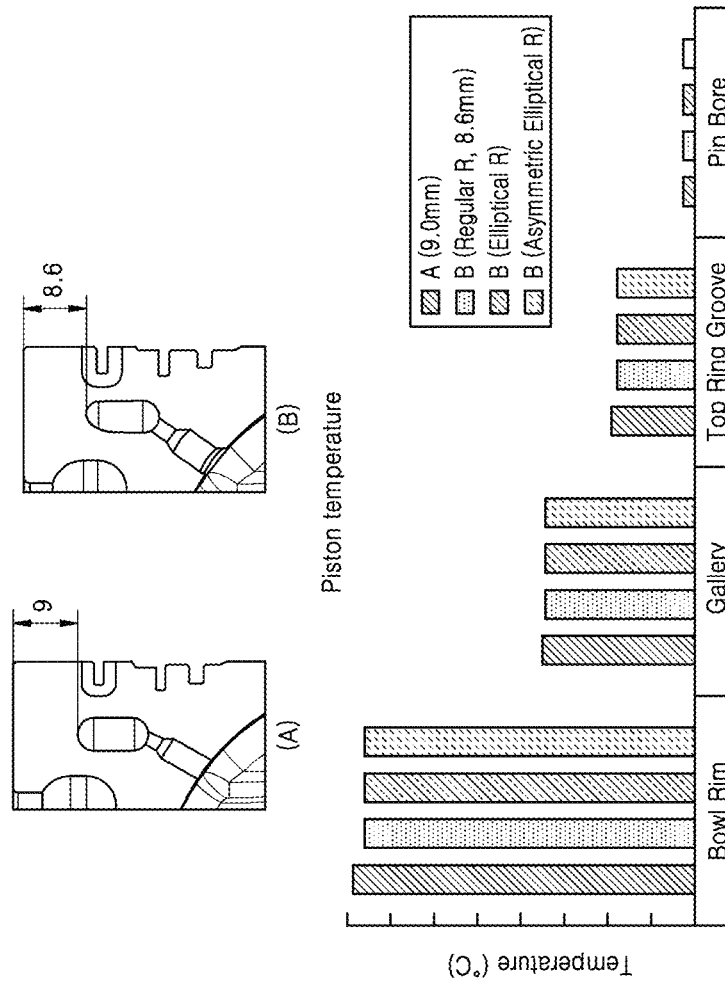 9
8.6
(A)
(B)
Piston temperature
A (9.0mm)
B (Regular R, 8.6mm)
B (Elliptical R)
B (Asymmetric Elliptical R)
Temperature (°C)
Bowl Rim
Gallery
Top Ring Groove
Pin Bore